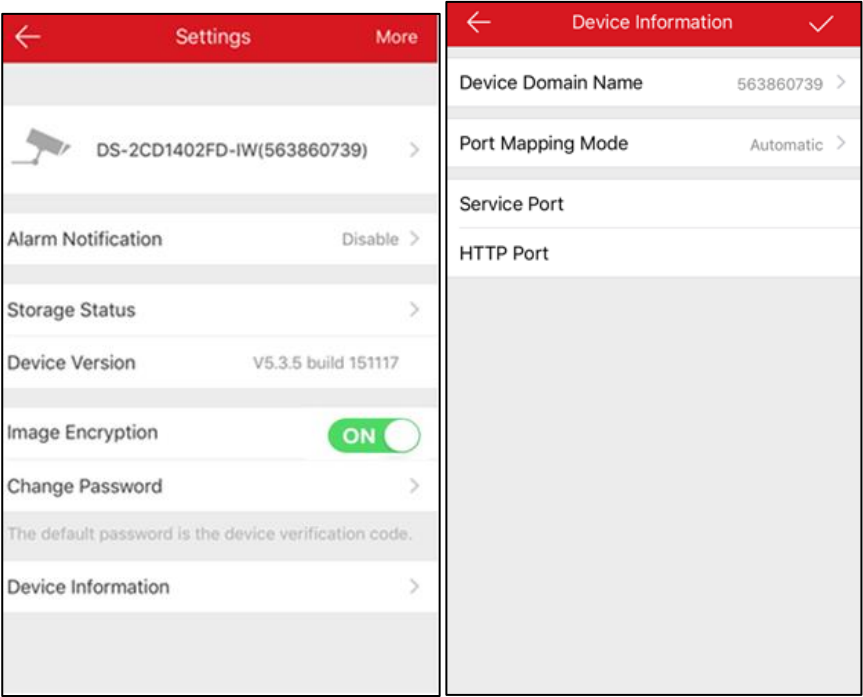 Settings
More
DS-2CD1402FD-IW(563860739)
Alarm Notification Disable
Storage Status
Device Version V5.3.5 build 151117
Image Encryption ON
Change Password
The default password is the device verification code.
Device Information
Device Information
Device Domain Name 563860739
Port Mapping Mode Automatic
Service Port
HTTP Port